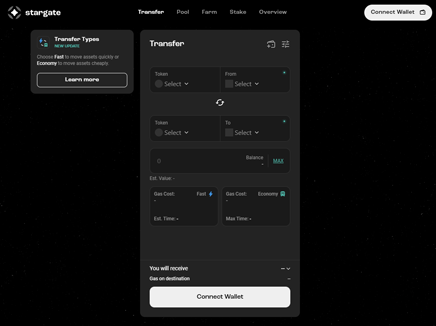 stargate
Transfer Pool Farm Stake Overview
Connect Wallet
Transfer Types
NEW UPDATE
Choose Fast to move assets quickly or
Economy to move assets cheaply.
Learn more
Transfer
Token From
Select Select
Token To
Select Select
0 Balance
- MAX
Est. Value: -
Gas Cost: Fast Gas Cost: Economy
- -
Est. Time: - Max Time: -
You will receive --
Gas on destination --
Connect Wallet